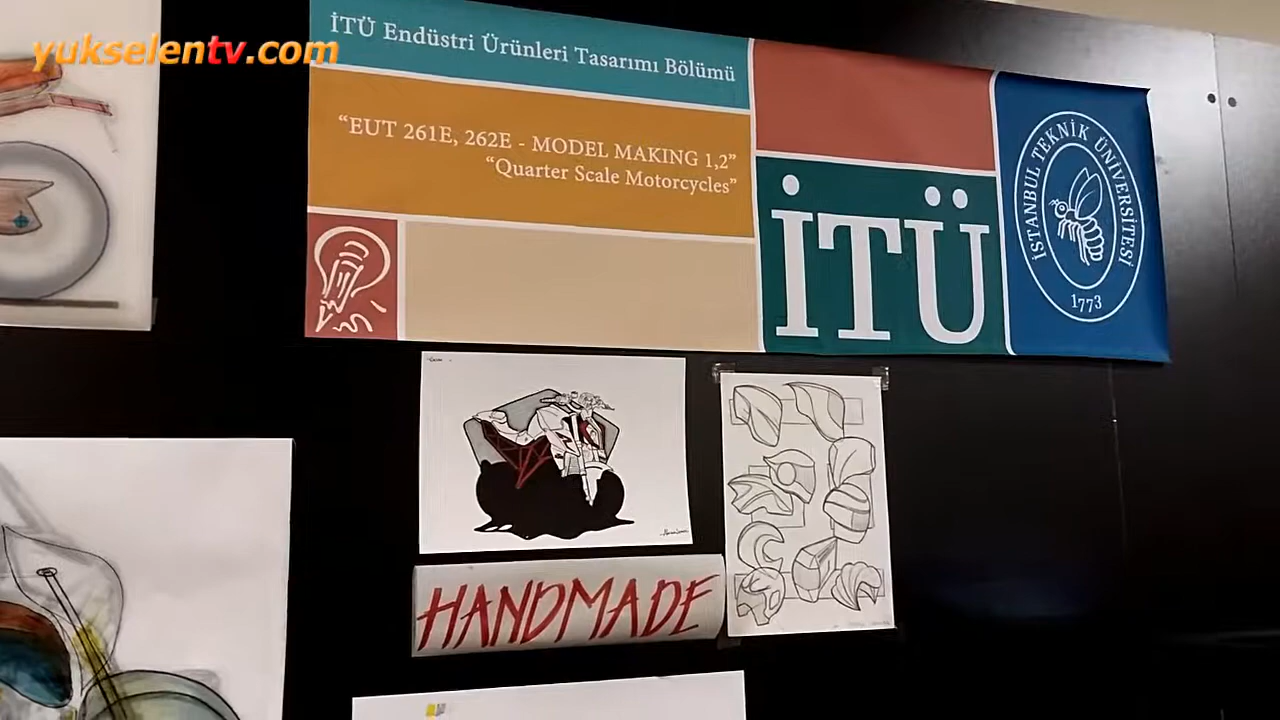 yukselentv.com
İTÜ Endüstri Ürünleri Tasarımı Bölümü
“EUT 261E, 262E - MODEL MAKING 1,2”
“Quarter Scale Motorcycles”
İTÜ
İSTANBUL TEKNİK ÜNİVERSİTESİ
1773
HANDMADE